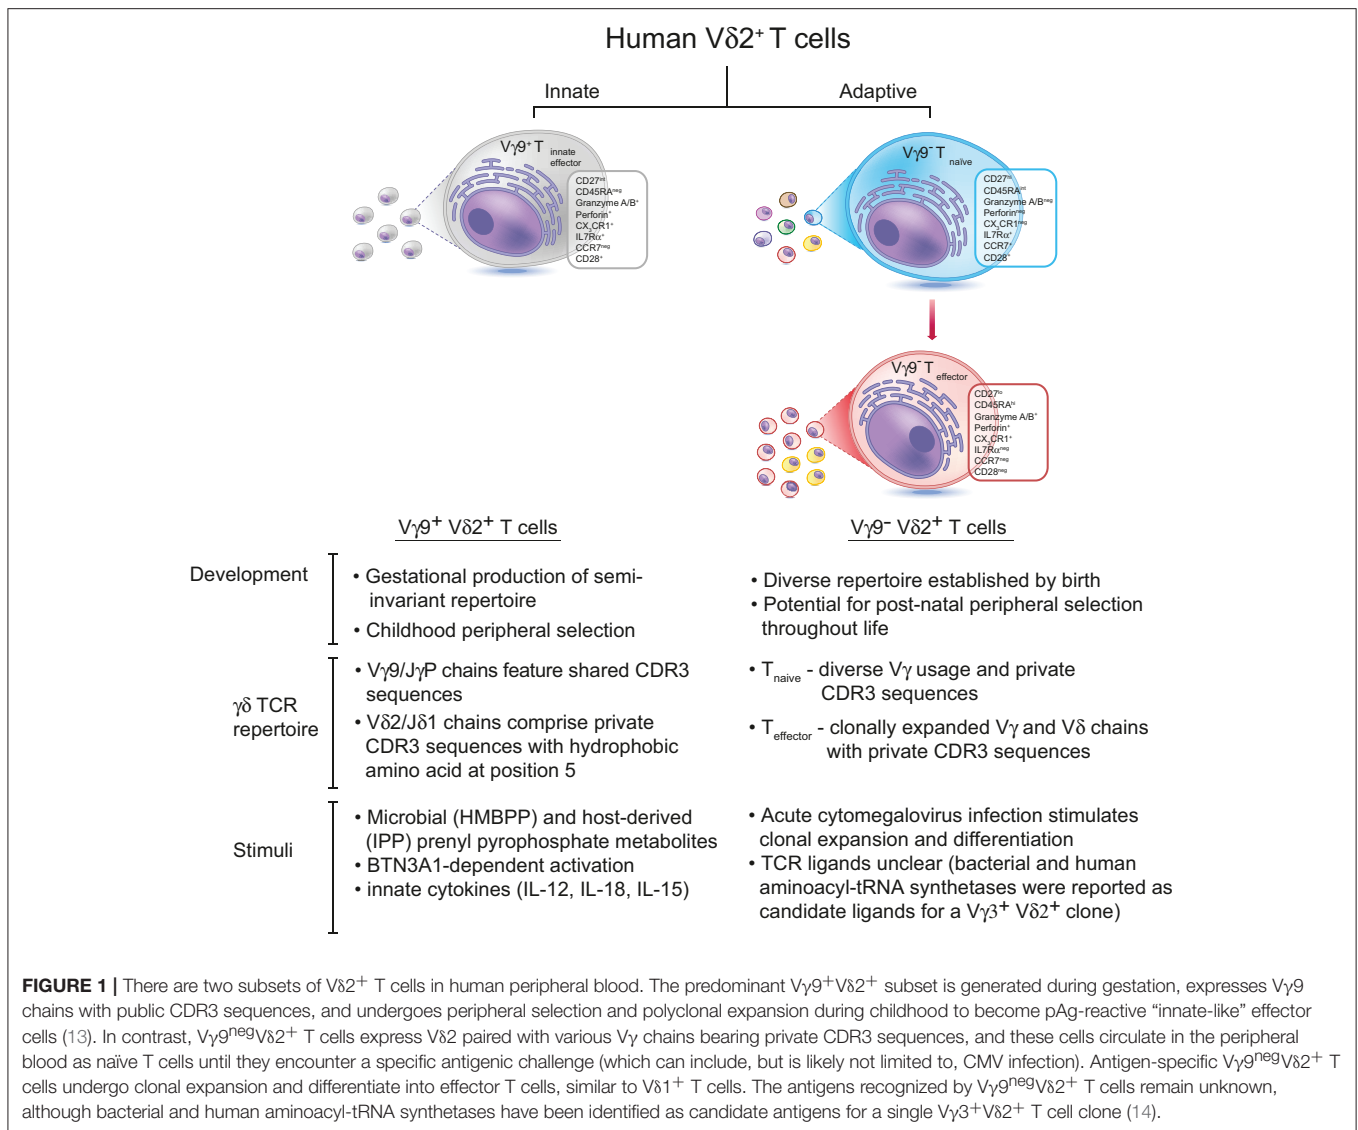 Human Vδ2⁺ T cells
Innate
Adaptive
Vγ9⁺ T innate effector
CD27ⁱⁿᵗ
CD45RAⁿᵉᵍ
Granzyme A/B⁺
Perforin⁺
CX₃CR1⁺
IL7Rα⁺
CCR7ⁿᵉᵍ
CD28⁺
Vγ9⁻ T naïve
CD27ʰⁱ
CD45RAⁱⁿᵗ
Granzyme A/Bⁿᵉᵍ
Perforinⁿᵉᵍ
CX₃CR1ⁿᵉᵍ
IL7Rα⁺
CCR7⁺
CD28⁺
Vγ9⁻ T effector
CD27ˡᵒ
CD45RAʰⁱ
Granzyme A/B⁺
Perforin⁺
CX₃CR1⁺
IL7Rαⁿᵉᵍ
CCR7ⁿᵉᵍ
CD28ⁿᵉᵍ
Vγ9⁺ Vδ2⁺ T cells
Vγ9⁻ Vδ2⁺ T cells
Development
• Gestational production of semi-
invariant repertoire
• Childhood peripheral selection
• Diverse repertoire established by birth
• Potential for post-natal peripheral selection
throughout life
γδ TCR
repertoire
• Vγ9/JγP chains feature shared CDR3
sequences
• Vδ2/Jδ1 chains comprise private
CDR3 sequences with hydrophobic
amino acid at position 5
• T naive - diverse Vγ usage and private
CDR3 sequences
• T effector - clonally expanded Vγ and Vδ chains
with private CDR3 sequences
Stimuli
• Microbial (HMBPP) and host-derived
(IPP) prenyl pyrophosphate metabolites
• BTN3A1-dependent activation
• innate cytokines (IL-12, IL-18, IL-15)
• Acute cytomegalovirus infection stimulates
clonal expansion and differentiation
• TCR ligands unclear (bacterial and human
aminoacyl-tRNA synthetases were reported as
candidate ligands for a Vγ3⁺ Vδ2⁺ clone)
FIGURE 1 | There are two subsets of Vδ2⁺ T cells in human peripheral blood. The predominant Vγ9⁺Vδ2⁺ subset is generated during gestation, expresses Vγ9
chains with public CDR3 sequences, and undergoes peripheral selection and polyclonal expansion during childhood to become pAg-reactive “innate-like” effector
cells (13). In contrast, Vγ9ⁿᵉᵍVδ2⁺ T cells express Vδ2 paired with various Vγ chains bearing private CDR3 sequences, and these cells circulate in the peripheral
blood as naïve T cells until they encounter a specific antigenic challenge (which can include, but is likely not limited to, CMV infection). Antigen-specific Vγ9ⁿᵉᵍVδ2⁺ T
cells undergo clonal expansion and differentiate into effector T cells, similar to Vδ1⁺ T cells. The antigens recognized by Vγ9ⁿᵉᵍVδ2⁺ T cells remain unknown,
although bacterial and human aminoacyl-tRNA synthetases have been identified as candidate antigens for a single Vγ3⁺Vδ2⁺ T cell clone (14).